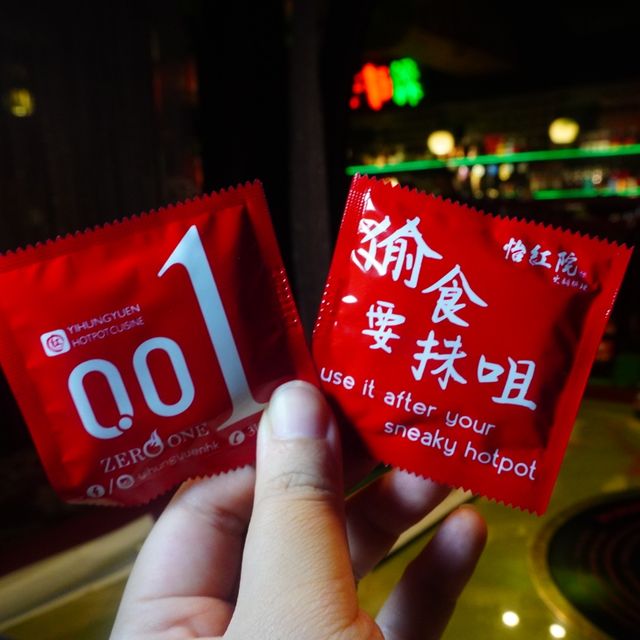 YIHUNGYUEN
HOTPOT CUISINE
0.01
ZERO ONE
yihungyuenhk
怡紅院
偷食
要抹咀
use it after your
sneaky hotpot